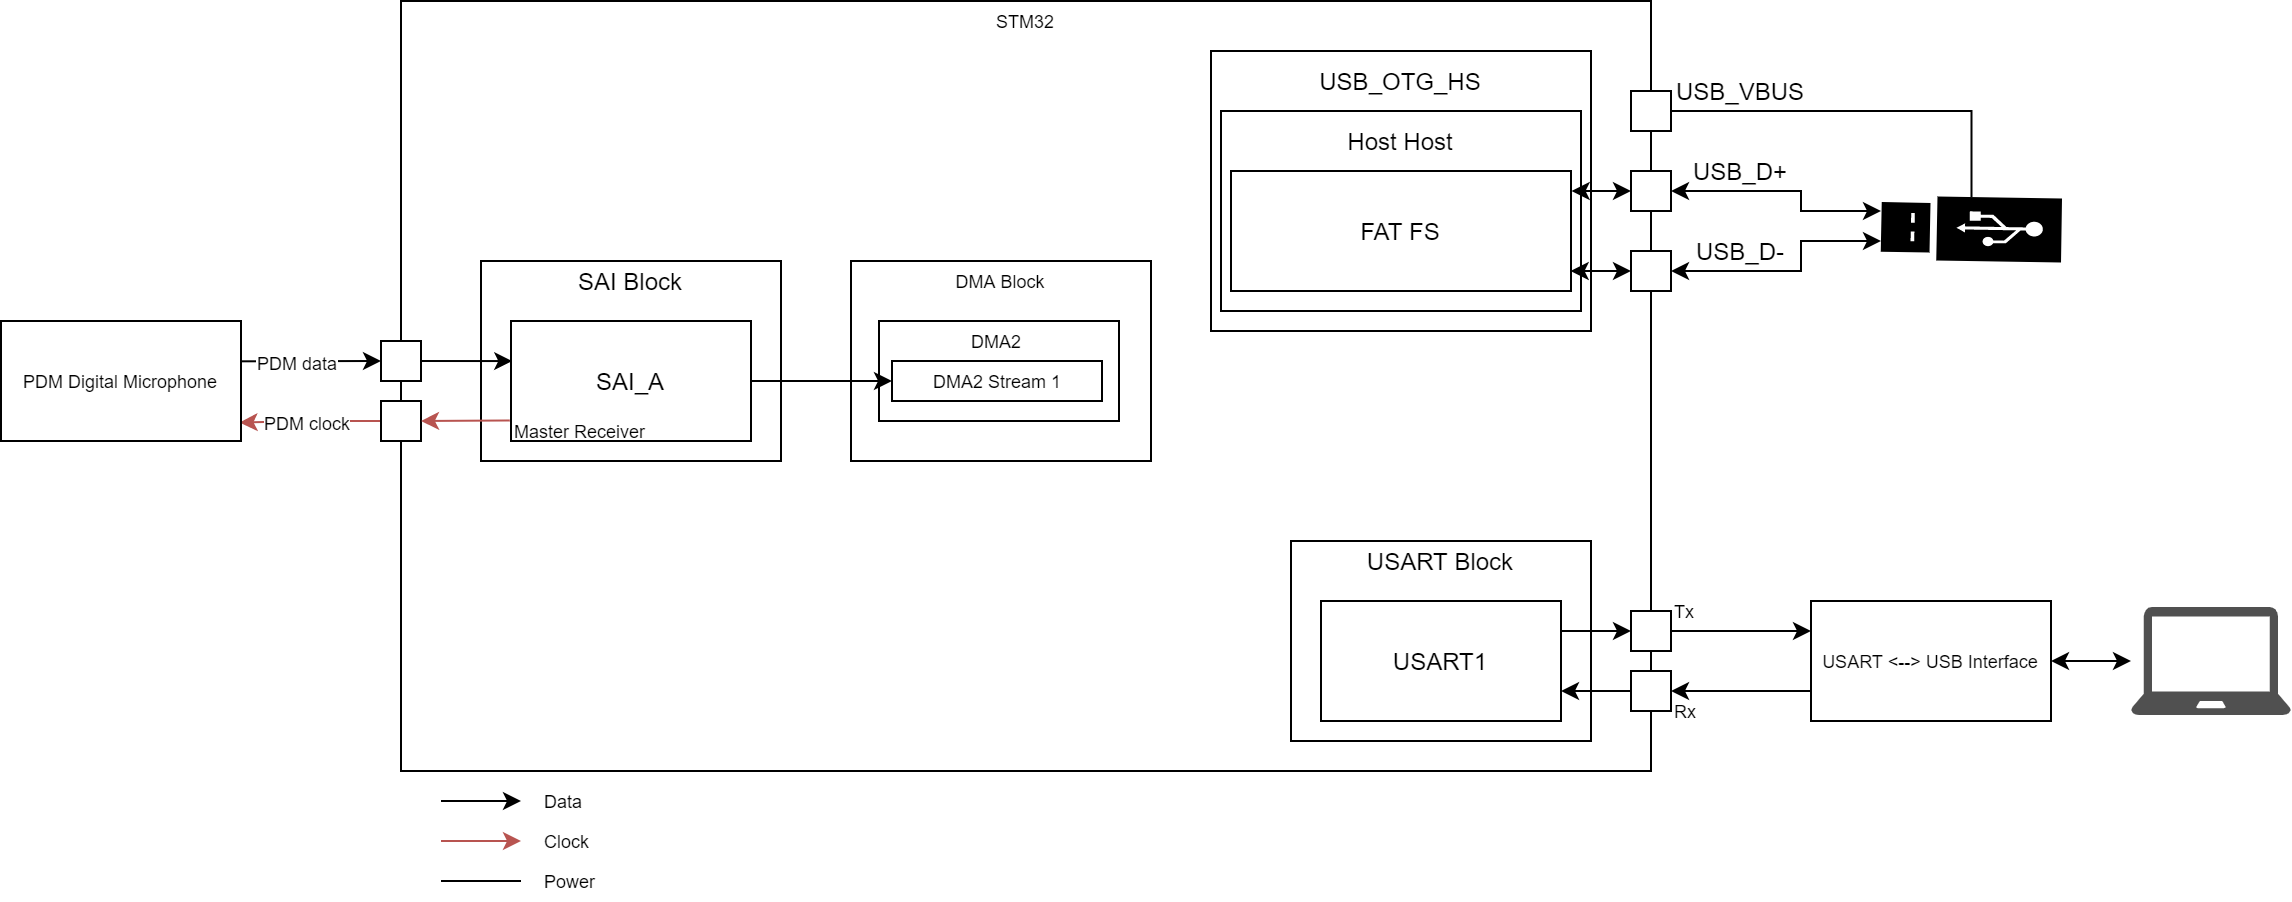 STM32
USB_OTG_HS
USB_VBUS
Host Host
USB_D+
FAT FS
USB_D-
SAI Block
DMA Block
DMA2
PDM data
PDM Digital Microphone
SAI_A
DMA2 Stream 1
PDM clock
Master Receiver
USART Block
Tx
USART1
USART <--> USB Interface
Rx
Data
Clock
Power